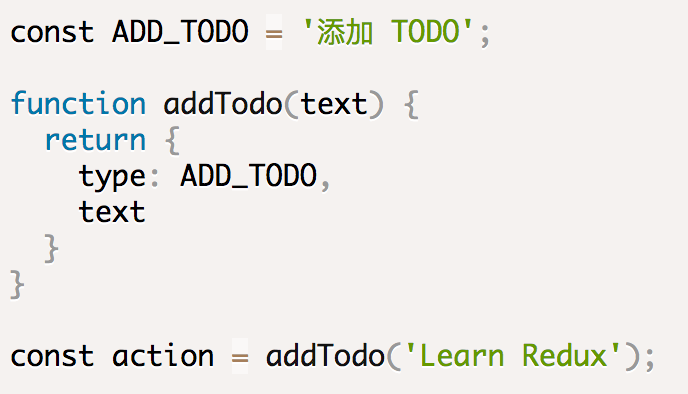 const ADD_TODO = '添加 TODO';
function addTodo(text) {
  return {
    type: ADD_TODO,
    text
  }
}
const action = addTodo('Learn Redux');